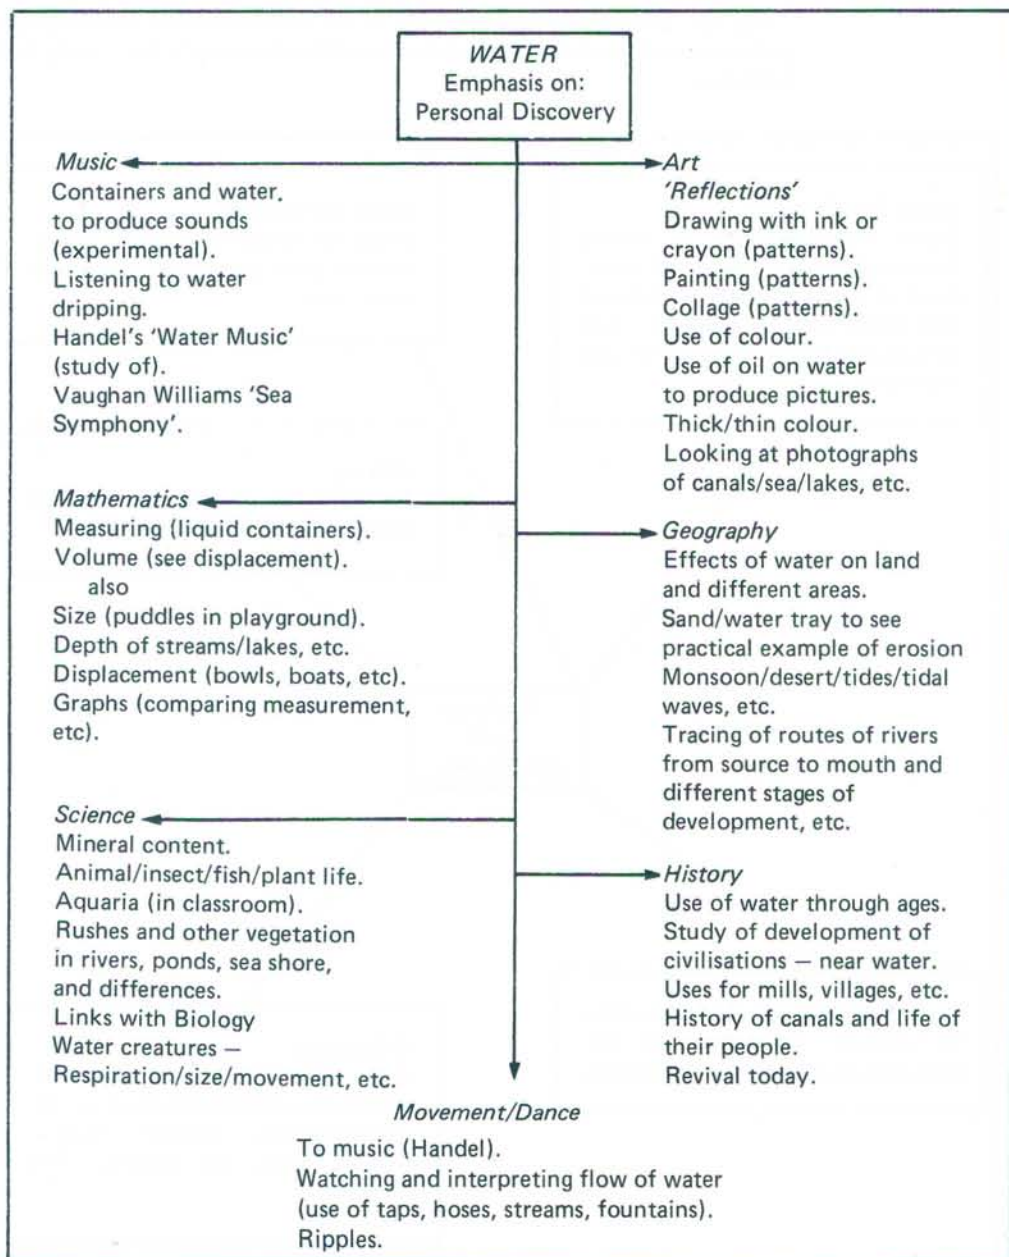 WATER
Emphasis on:
Personal Discovery
Music
Containers and water.
to produce sounds
(experimental).
Listening to water
dripping.
Handel's 'Water Music'
(study of).
Vaughan Williams 'Sea
Symphony'.
Art
'Reflections'
Drawing with ink or
crayon (patterns).
Painting (patterns).
Collage (patterns).
Use of colour.
Use of oil on water
to produce pictures.
Thick/thin colour.
Looking at photographs
of canals/sea/lakes, etc.
Mathematics
Measuring (liquid containers).
Volume (see displacement).
also
Size (puddles in playground).
Depth of streams/lakes, etc.
Displacement (bowls, boats, etc).
Graphs (comparing measurement,
etc).
Geography
Effects of water on land
and different areas.
Sand/water tray to see
practical example of erosion
Monsoon/desert/tides/tidal
waves, etc.
Tracing of routes of rivers
from source to mouth and
different stages of
development, etc.
Science
Mineral content.
Animal/insect/fish/plant life.
Aquaria (in classroom).
Rushes and other vegetation
in rivers, ponds, sea shore,
and differences.
Links with Biology
Water creatures —
Respiration/size/movement, etc.
History
Use of water through ages.
Study of development of
civilisations — near water.
Uses for mills, villages, etc.
History of canals and life of
their people.
Revival today.
Movement/Dance
To music (Handel).
Watching and interpreting flow of water
(use of taps, hoses, streams, fountains).
Ripples.